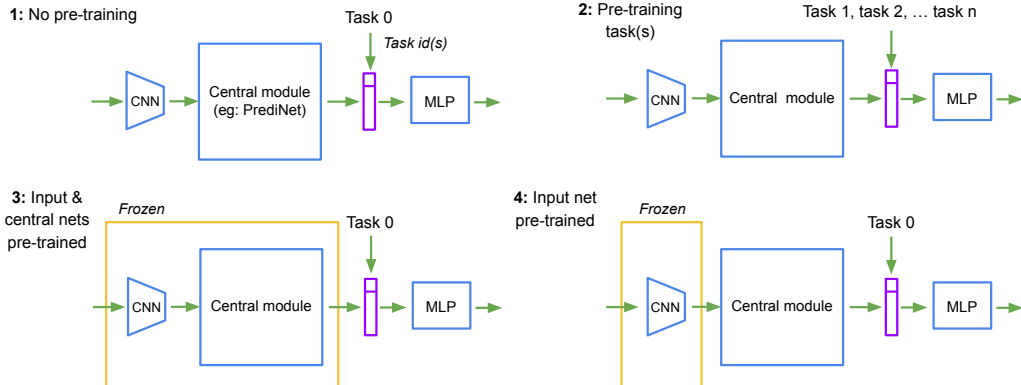 1: No pre-training
Task 0
Task id(s)
CNN
Central module
(eg: PrediNet)
MLP
2: Pre-training
task(s)
Task 1, task 2, … task n
CNN
Central module
MLP
3: Input &
central nets
pre-trained
Frozen
Task 0
CNN
Central module
MLP
4: Input net
pre-trained
Frozen
Task 0
CNN
Central module
MLP